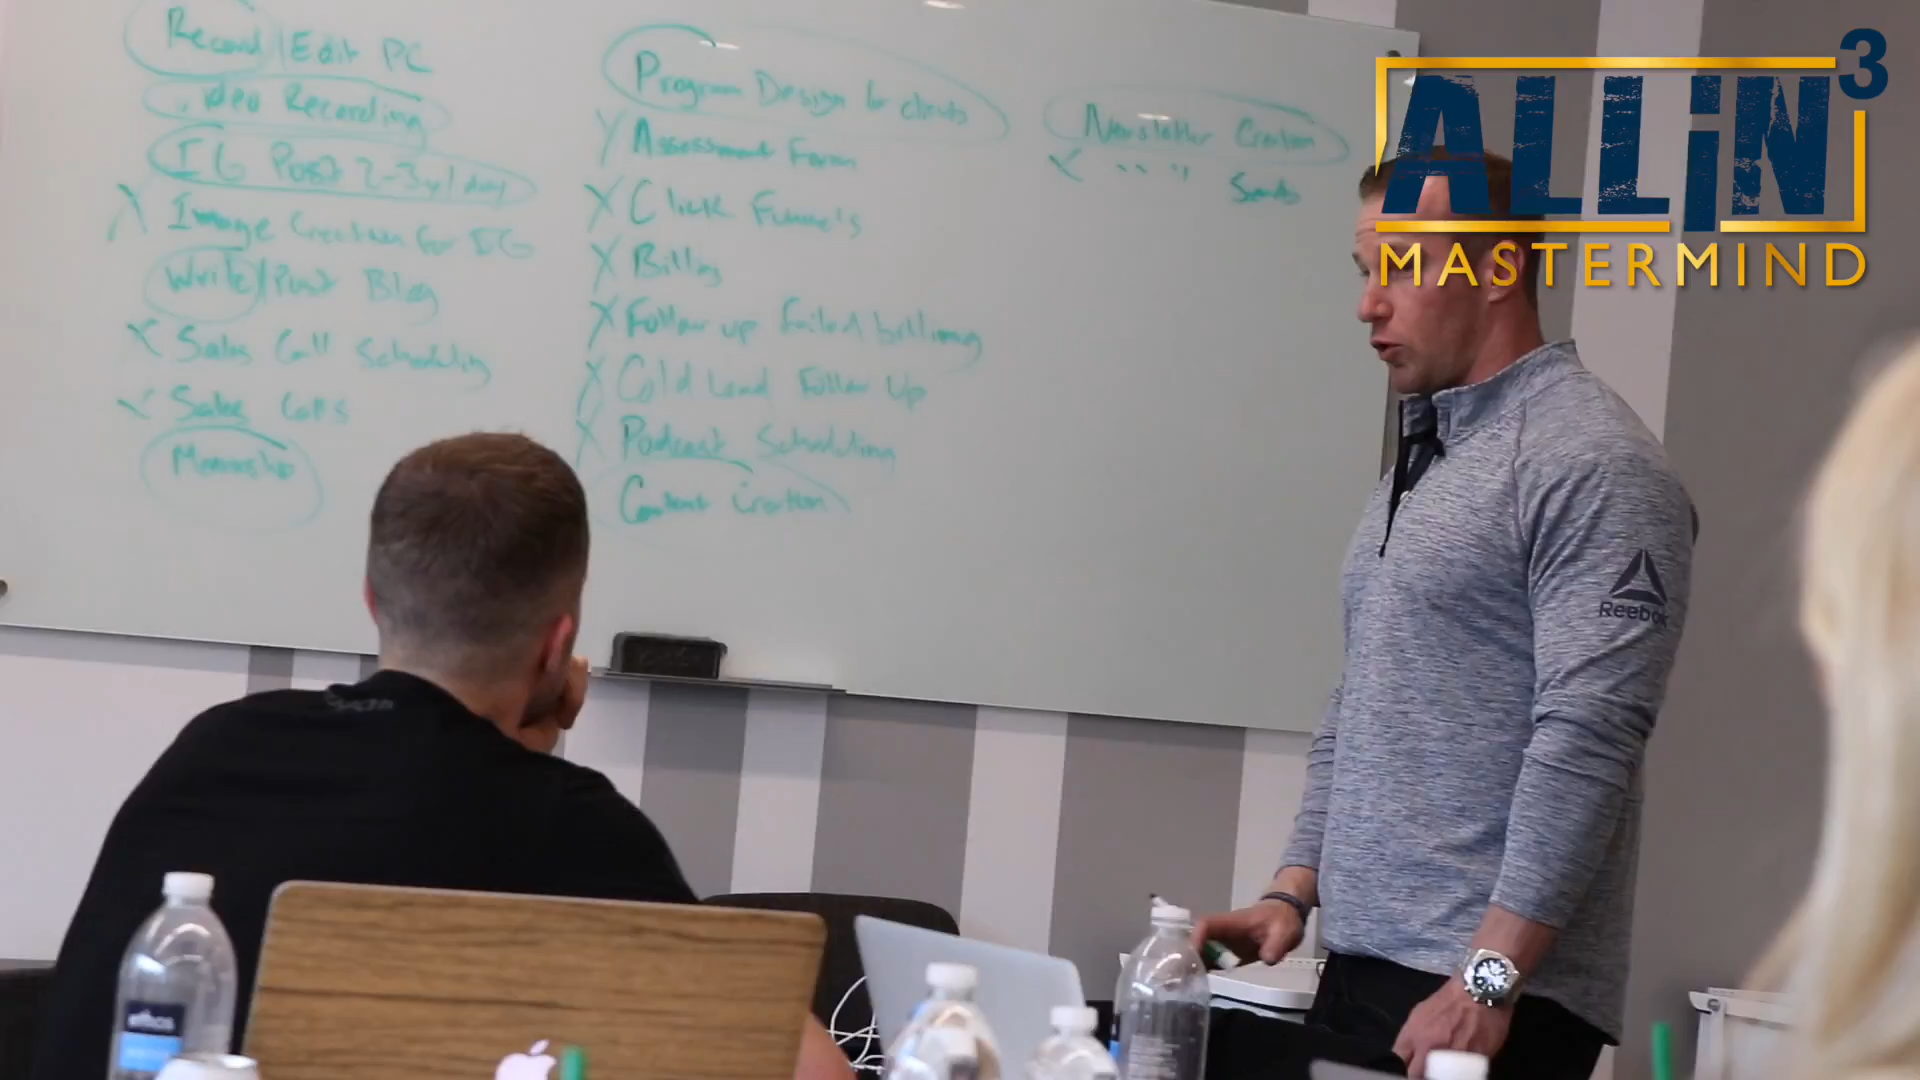 Record/Edit PC
Video Recording
IG Post 2-3x/day
X Image Creation for IG
Write/Post Blog
X Sales Call Scheduling
X Sales Calls
Program Design for clients
X Assessment Form
X Click Funnels
X Billing
X Follow up failed billing
X Cold Lead Follow Up
X Podcast Scheduling
Content Creation
Newsletter Creation
X " " Sends
ALLiN 3
MASTERMIND
Reebok
ethos